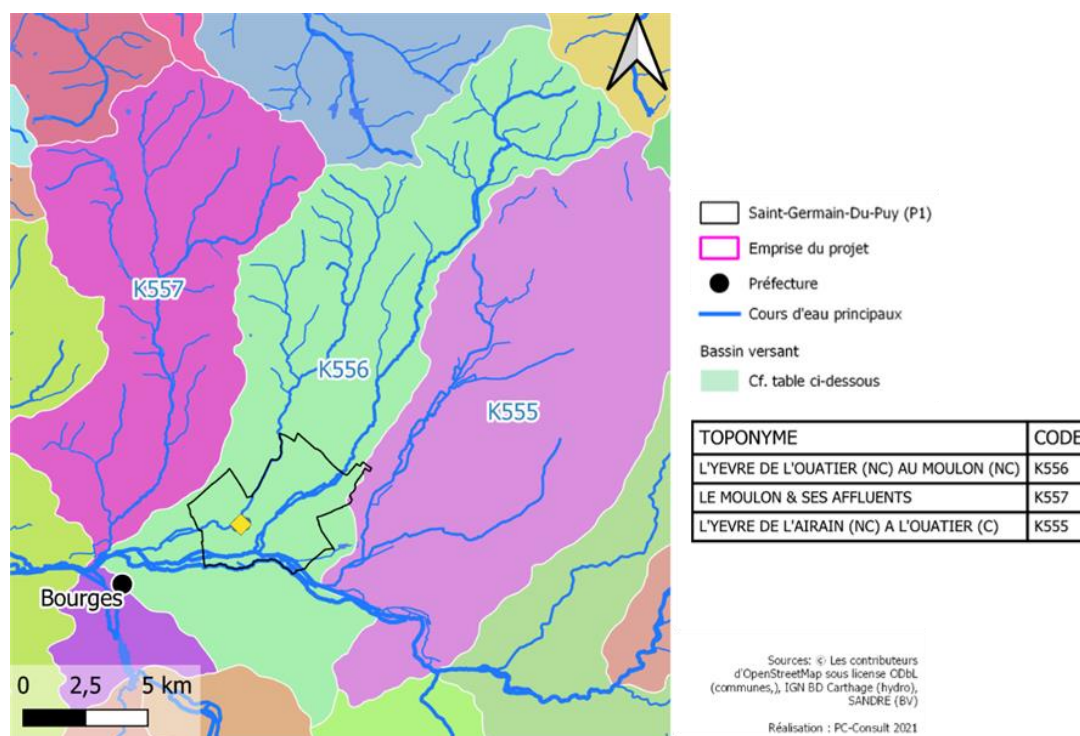 K557
K556
K555
Bourges
0 2,5 5 km
Saint-Germain-Du-Puy (P1)
Emprise du projet
Préfecture
Cours d'eau principaux
Bassin versant
Cf. table ci-dessous
TOPONYME CODE
L'YEVRE DE L'OUATIER (NC) AU MOULON (NC) K556
LE MOULON & SES AFFLUENTS K557
L'YEVRE DE L'AIRAIN (NC) A L'OUATIER (C) K555
Sources: © Les contributeurs
d'OpenStreetMap sous license ODbL
(communes,), IGN BD Carthage (hydro),
SANDRE (BV)
Réalisation : PC-Consult 2021